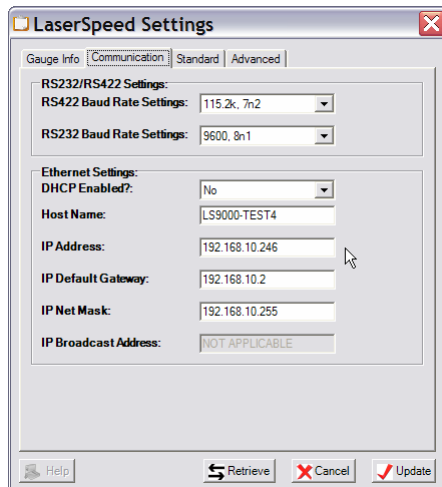 LaserSpeed Settings
Gauge Info Communication Standard Advanced
RS232/RS422 Settings:
RS422 Baud Rate Settings: 115.2k, 7n2
RS232 Baud Rate Settings: 9600, 8n1
Ethernet Settings:
DHCP Enabled?: No
Host Name: LS9000-TEST4
IP Address: 192.168.10.246
IP Default Gateway: 192.168.10.2
IP Net Mask: 192.168.10.255
IP Broadcast Address: NOT APPLICABLE
Help Retrieve Cancel Update